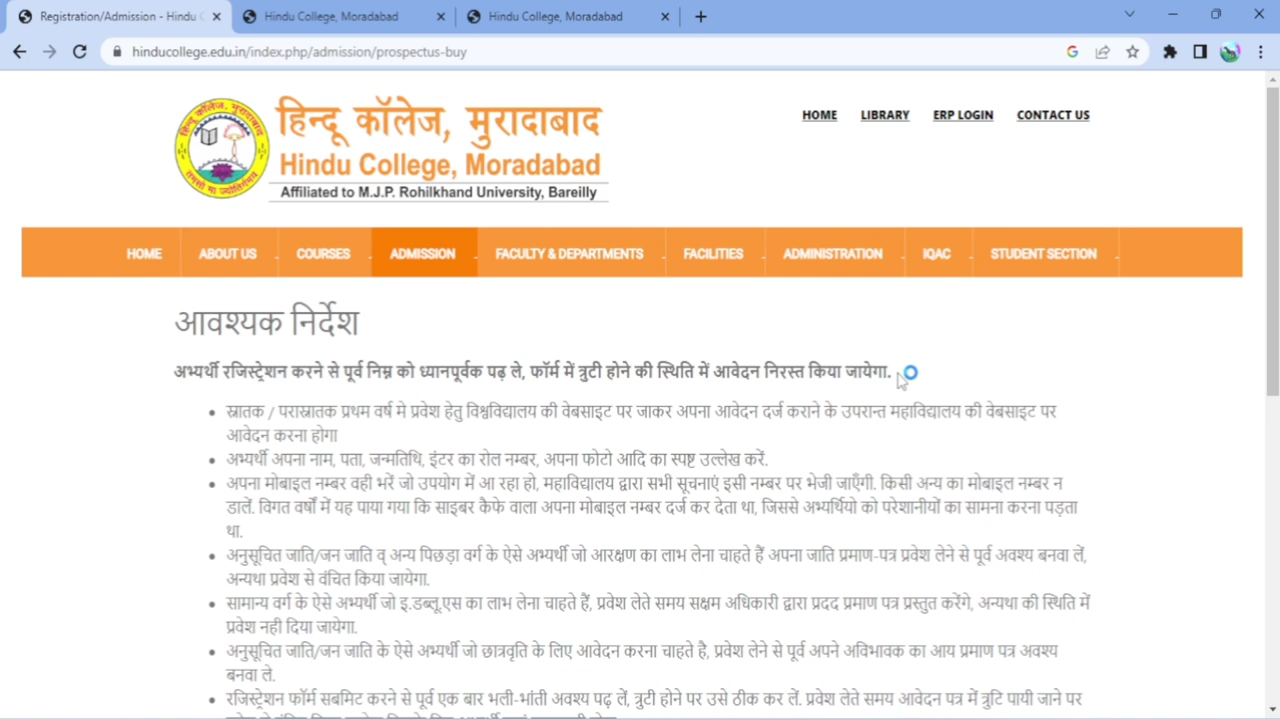 Registration/Admission - Hindu C
Hindu College, Moradabad
Hindu College, Moradabad
hinducollege.edu.in/index.php/admission/prospectus-buy
हिन्दू कॉलेज, मुरादाबाद
तमसो मा ज्योतिर्गमय
हिन्दू कॉलेज, मुरादाबाद
Hindu College, Moradabad
Affiliated to M.J.P. Rohilkhand University, Bareilly
HOME LIBRARY ERP LOGIN CONTACT US
HOME ABOUT US COURSES ADMISSION FACULTY & DEPARTMENTS FACILITIES ADMINISTRATION IQAC STUDENT SECTION
आवश्यक निर्देश
अभ्यर्थी रजिस्ट्रेशन करने से पूर्व निम्न को ध्यानपूर्वक पढ़ ले, फॉर्म में त्रुटी होने की स्थिति में आवेदन निरस्त किया जायेगा.
स्नातक / परास्नातक प्रथम वर्ष मे प्रवेश हेतु विश्वविद्यालय की वेबसाइट पर जाकर अपना आवेदन दर्ज कराने के उपरान्त महाविद्यालय की वेबसाइट पर
आवेदन करना होगा
अभ्यर्थी अपना नाम, पता, जन्मतिथि, इंटर का रोल नम्बर, अपना फोटो आदि का स्पष्ट उल्लेख करें.
अपना मोबाइल नम्बर वही भरें जो उपयोग में आ रहा हो, महाविद्यालय द्वारा सभी सूचनाएं इसी नम्बर पर भेजी जाएँगी. किसी अन्य का मोबाइल नम्बर न
डालें. विगत वर्षों में यह पाया गया कि साइबर कैफे वाला अपना मोबाइल नम्बर दर्ज कर देता था, जिससे अभ्यर्थियो को परेशानीयों का सामना करना पड़ता
था.
अनुसूचित जाति/जन जाति व् अन्य पिछड़ा वर्ग के ऐसे अभ्यर्थी जो आरक्षण का लाभ लेना चाहते हैं अपना जाति प्रमाण-पत्र प्रवेश लेने से पूर्व अवश्य बनवा लें,
अन्यथा प्रवेश से वंचित किया जायेगा.
सामान्य वर्ग के ऐसे अभ्यर्थी जो इ.डब्लू.एस का लाभ लेना चाहते हैं, प्रवेश लेते समय सक्षम अधिकारी द्वारा प्रदद प्रमाण पत्र प्रस्तुत करेंगे, अन्यथा की स्थिति में
प्रवेश नही दिया जायेगा.
अनुसूचित जाति/जन जाति के ऐसे अभ्यर्थी जो छात्रवृति के लिए आवेदन करना चाहते है, प्रवेश लेने से पूर्व अपने अविभावक का आय प्रमाण पत्र अवश्य
बनवा ले.
रजिस्ट्रेशन फॉर्म सबमिट करने से पूर्व एक बार भली-भांती अवश्य पढ़ लें, त्रुटी होने पर उसे ठीक कर लें. प्रवेश लेते समय आवेदन पत्र में त्रुटि पायी जाने पर